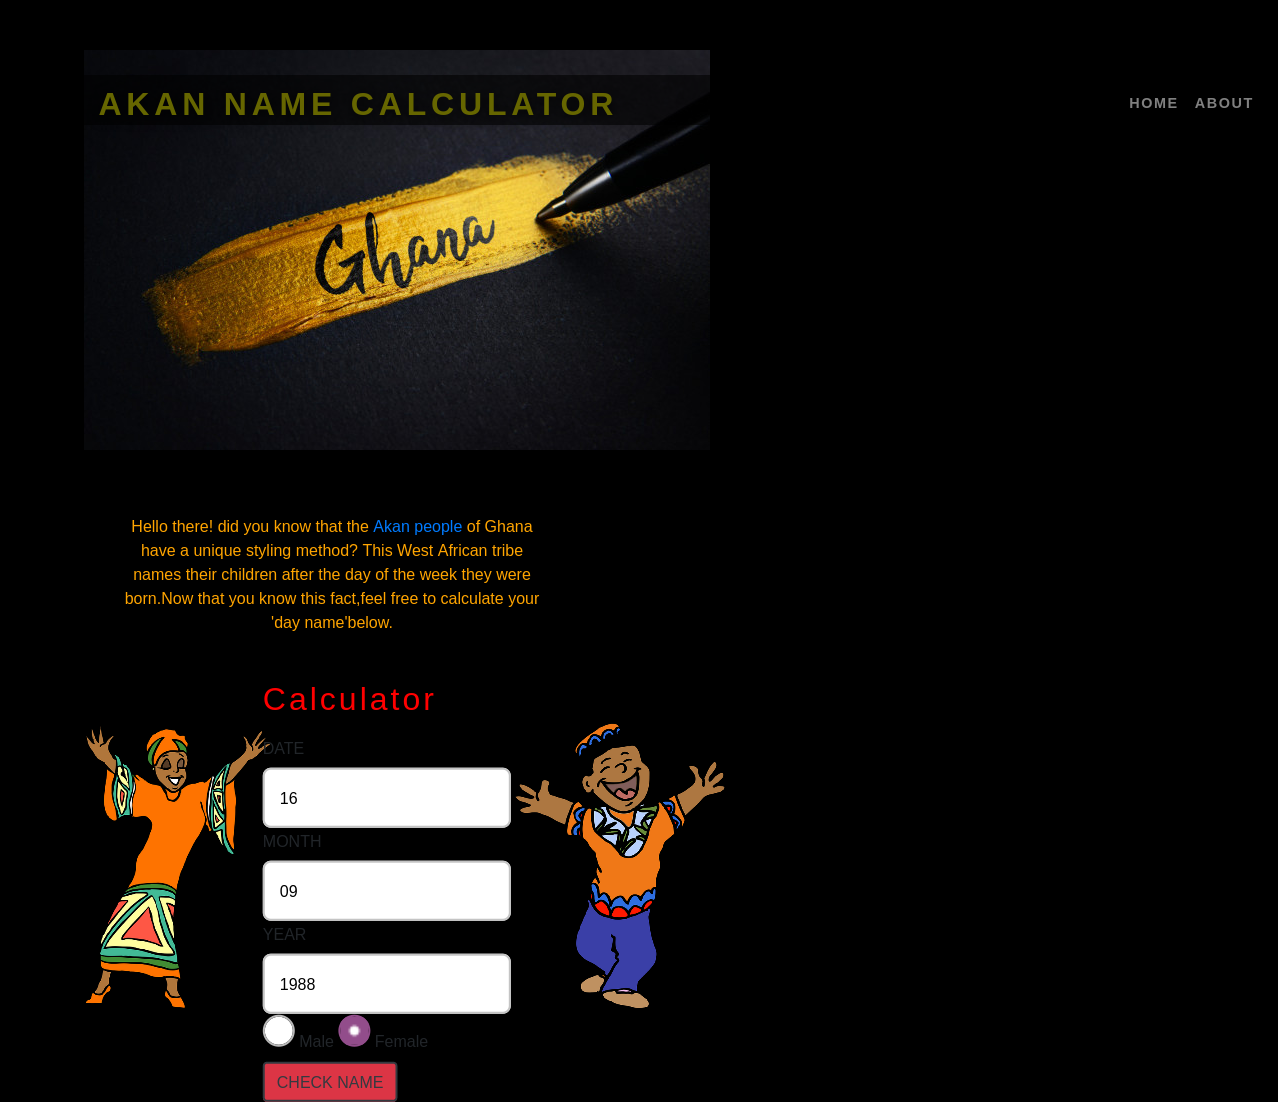 AKAN NAME CALCULATOR
HOME ABOUT
Ghana
Hello there! did you know that the Akan people of Ghana
have a unique styling method? This West African tribe
names their children after the day of the week they were
born.Now that you know this fact,feel free to calculate your
'day name'below.
Calculator
DATE
16
MONTH
09
YEAR
1988
Male Female
CHECK NAME